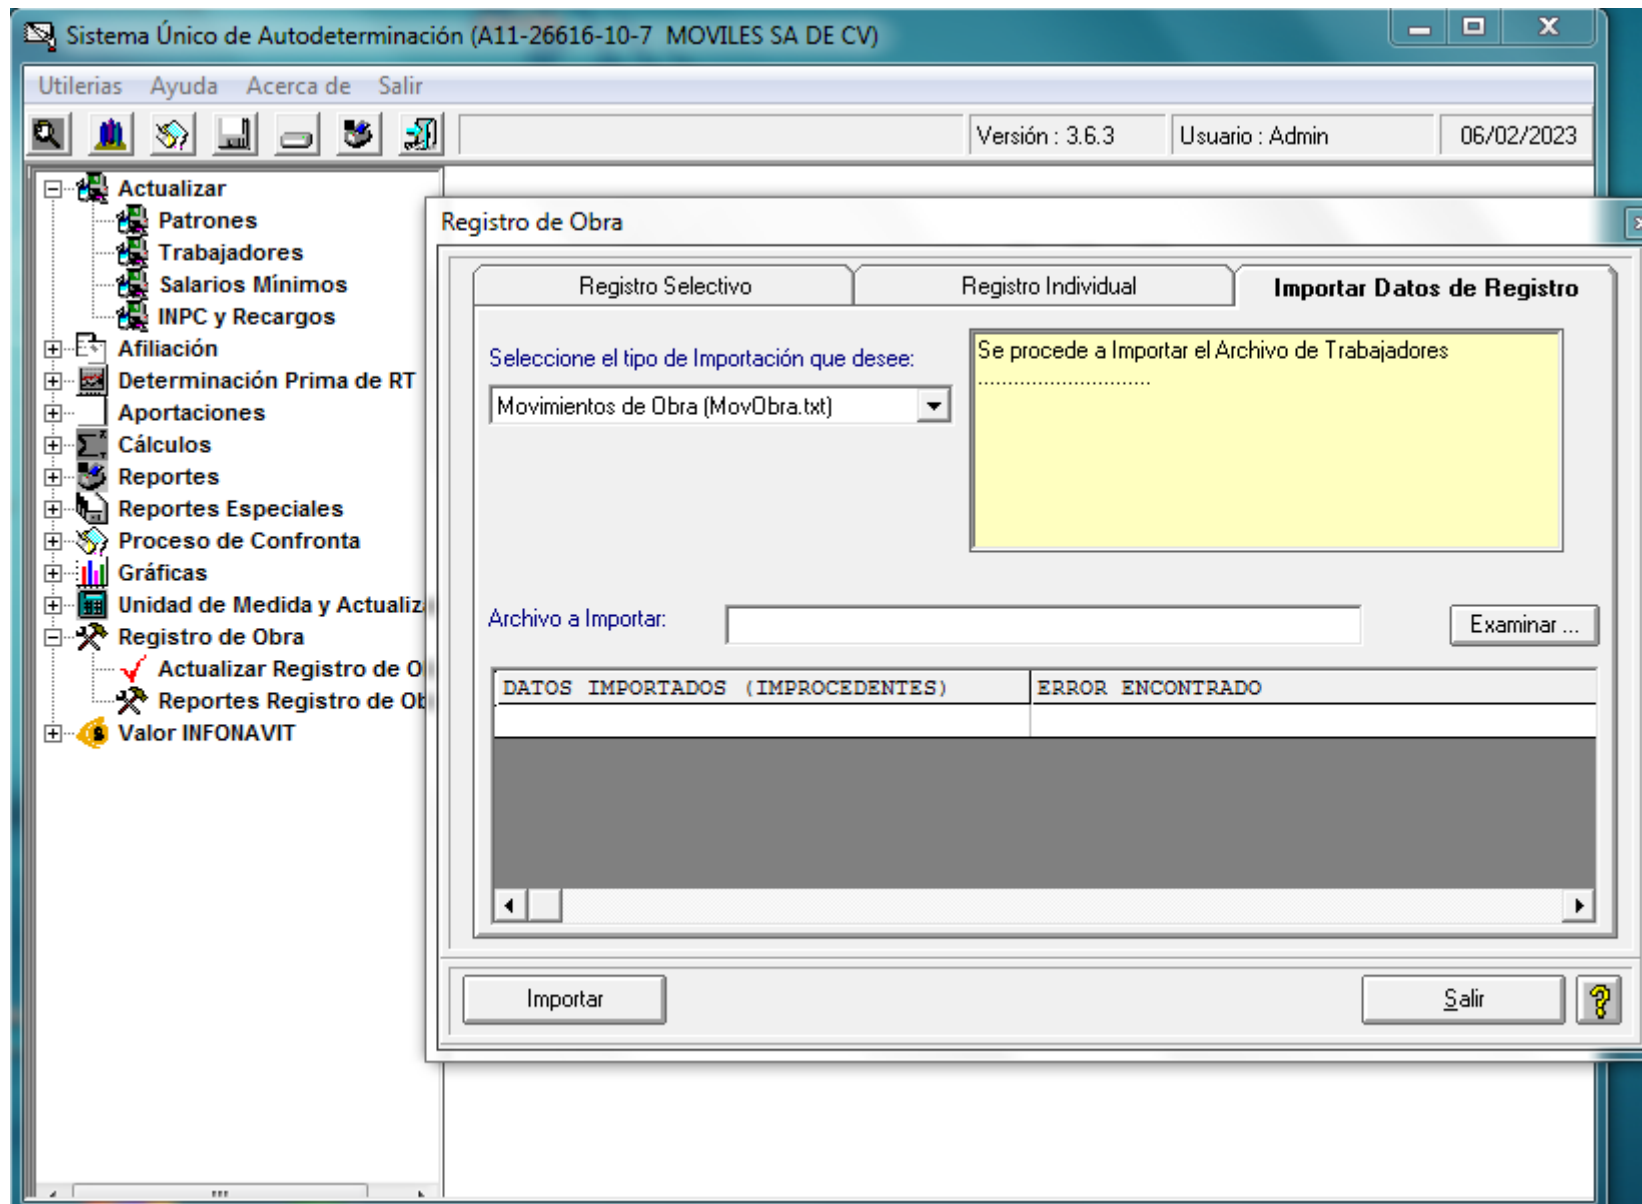 Sistema Único de Autodeterminación (A11-26616-10-7  MOVILES SA DE CV)
Utilerias Ayuda Acerca de Salir
Versión : 3.6.3 Usuario : Admin 06/02/2023
Actualizar
Patrones
Trabajadores
Salarios Mínimos
INPC y Recargos
Afiliación
Determinación Prima de RT
Aportaciones
Cálculos
Reportes
Reportes Especiales
Proceso de Confronta
Gráficas
Unidad de Medida y Actualiz
Registro de Obra
Actualizar Registro de O
Reportes Registro de Ob
Valor INFONAVIT
Registro de Obra
Registro Selectivo Registro Individual Importar Datos de Registro
Seleccione el tipo de Importación que desee:
Movimientos de Obra (MovObra.txt)
Se procede a Importar el Archivo de Trabajadores
.............................
Archivo a Importar: Examinar ...
DATOS IMPORTADOS (IMPROCEDENTES) ERROR ENCONTRADO
Importar Salir